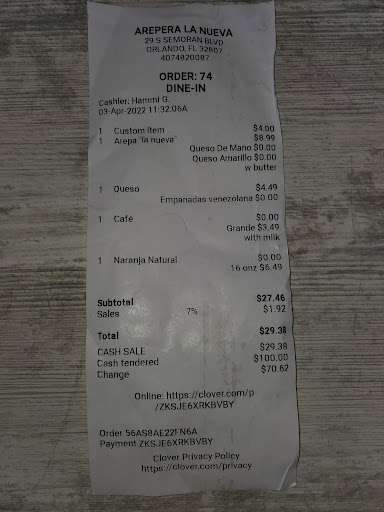 AREPERA LA NUEVA
29 S SEMORAN BLVD
ORLANDO, FL 32807
4074820087
ORDER: 74
DINE-IN
Cashier: Hammi G.
03-Apr-2022 11:32:06A
1 Custom Item $4.00
1 Arepa "la nueva" $8.99
Queso De Mano $0.00
Queso Amarillo $0.00
w butter
1 Queso $4.49
Empanadas venezolana $0.00
1 Cafe $0.00
Grande $3.49
with milk
1 Naranja Natural $0.00
16 onz $6.49
Subtotal $27.46
Sales 7% $1.92
Total $29.38
CASH SALE $29.38
Cash tendered $100.00
Change $70.62
Online: https://clover.com/p
/ZKSJE6XRKBVBY
Order 56AS8AE22FN6A
Payment ZKSJE6XRKBVBY
Clover Privacy Policy
https://clover.com/privacy